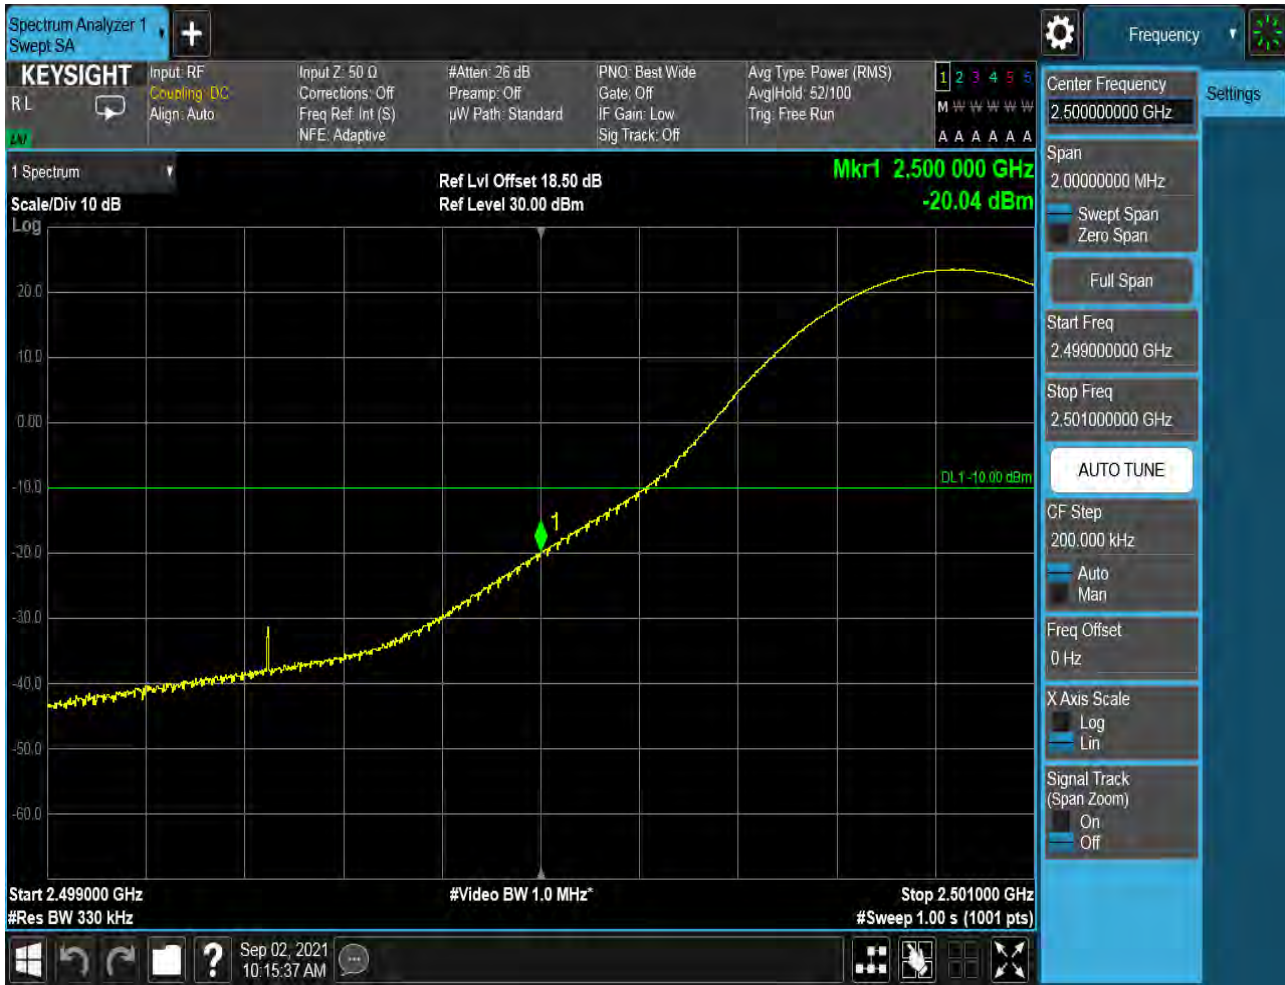 Spectrum Analyzer 1
Swept SA
+
Frequency
KEYSIGHT
R L
LNI
Input: RF
Coupling: DC
Align: Auto
Input Z: 50 Ω
Corrections: Off
Freq Ref: Int (S)
NFE: Adaptive
#Atten: 26 dB
Preamp: Off
µW Path: Standard
PNO: Best Wide
Gate: Off
IF Gain: Low
Sig Track: Off
Avg Type: Power (RMS)
Avg|Hold: 52/100
Trig: Free Run
1 2 3 4 5 6
M W W W W W
A A A A A A
1 Spectrum
Scale/Div 10 dB
Log
Ref Lvl Offset 18.50 dB
Ref Level 30.00 dBm
Mkr1 2.500 000 GHz
-20.04 dBm
20.0
10.0
0.00
-10.0
-20.0
-30.0
-40.0
-50.0
-60.0
DL1 -10.00 dBm
1
Start 2.499000 GHz
#Res BW 330 kHz
#Video BW 1.0 MHz*
Stop 2.501000 GHz
#Sweep 1.00 s (1001 pts)
Center Frequency
2.500000000 GHz
Settings
Span
2.00000000 MHz
Swept Span
Zero Span
Full Span
Start Freq
2.499000000 GHz
Stop Freq
2.501000000 GHz
AUTO TUNE
CF Step
200.000 kHz
Auto
Man
Freq Offset
0 Hz
X Axis Scale
Log
Lin
Signal Track
(Span Zoom)
On
Off
?
Sep 02, 2021
10:15:37 AM